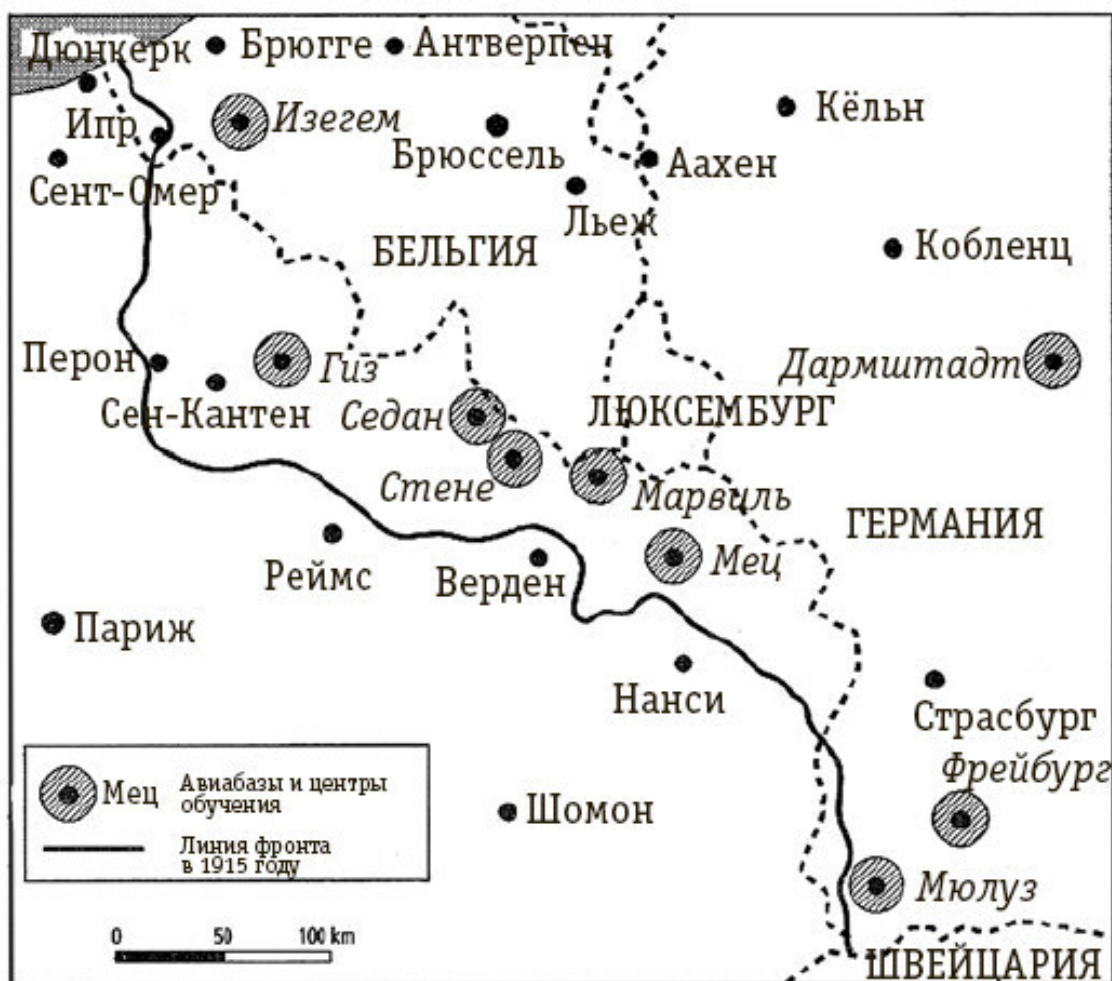 Дюнкерк
Брюгге
Антверпен
Изегем
Кёльн
Ипр
Брюссель
Аахен
Сент-Омер
Льеж
БЕЛЬГИЯ
Кобленц
Перон
Гиз
Дармштадт
Сен-Кантен
Седан
ЛЮКСЕМБУРГ
Стене
Марвиль
ГЕРМАНИЯ
Реймс
Верден
Мец
Париж
Нанси
Страсбург
Фрейбург
Мец
Авиабазы и центры
обучения
Шомон
Линия фронта
в 1915 году
Мюлуз
0 50 100 km
ШВЕЙЦАРИЯ